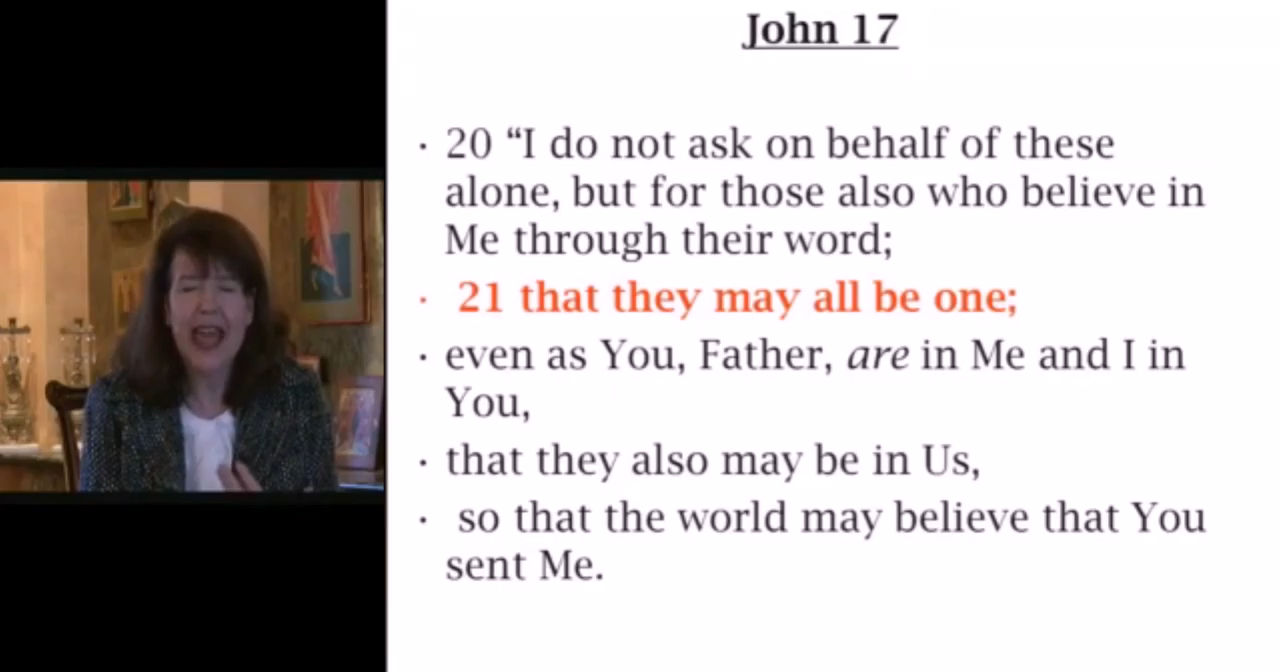 John 17
· 20 “I do not ask on behalf of these
alone, but for those also who believe in
Me through their word;
· 21 that they may all be one;
· even as You, Father, are in Me and I in
You,
· that they also may be in Us,
· so that the world may believe that You
sent Me.